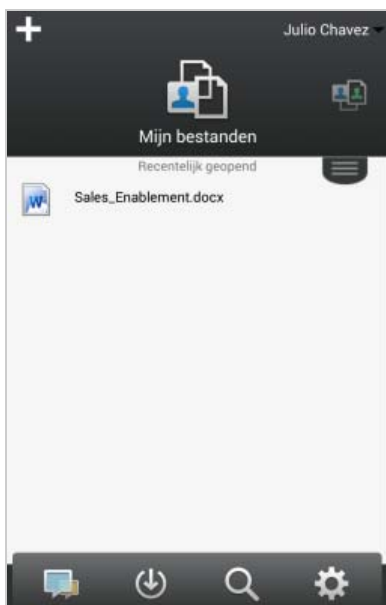 Julio Chavez
Mijn bestanden
Recentelijk geopend
W
Sales_Enablement.docx